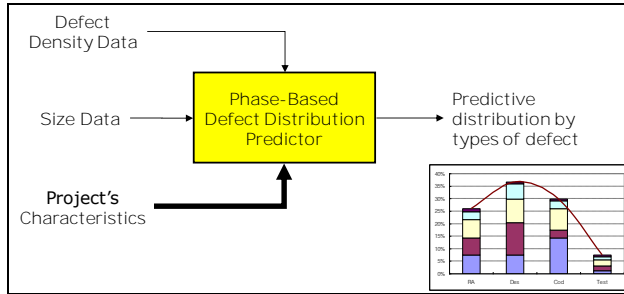 Defect
Density Data
Size Data
Project's
Characteristics
Phase-Based
Defect Distribution
Predictor
Predictive
distribution by
types of defect
40%
35%
30%
25%
20%
15%
10%
5%
0%
RA
Des
Cod
Test